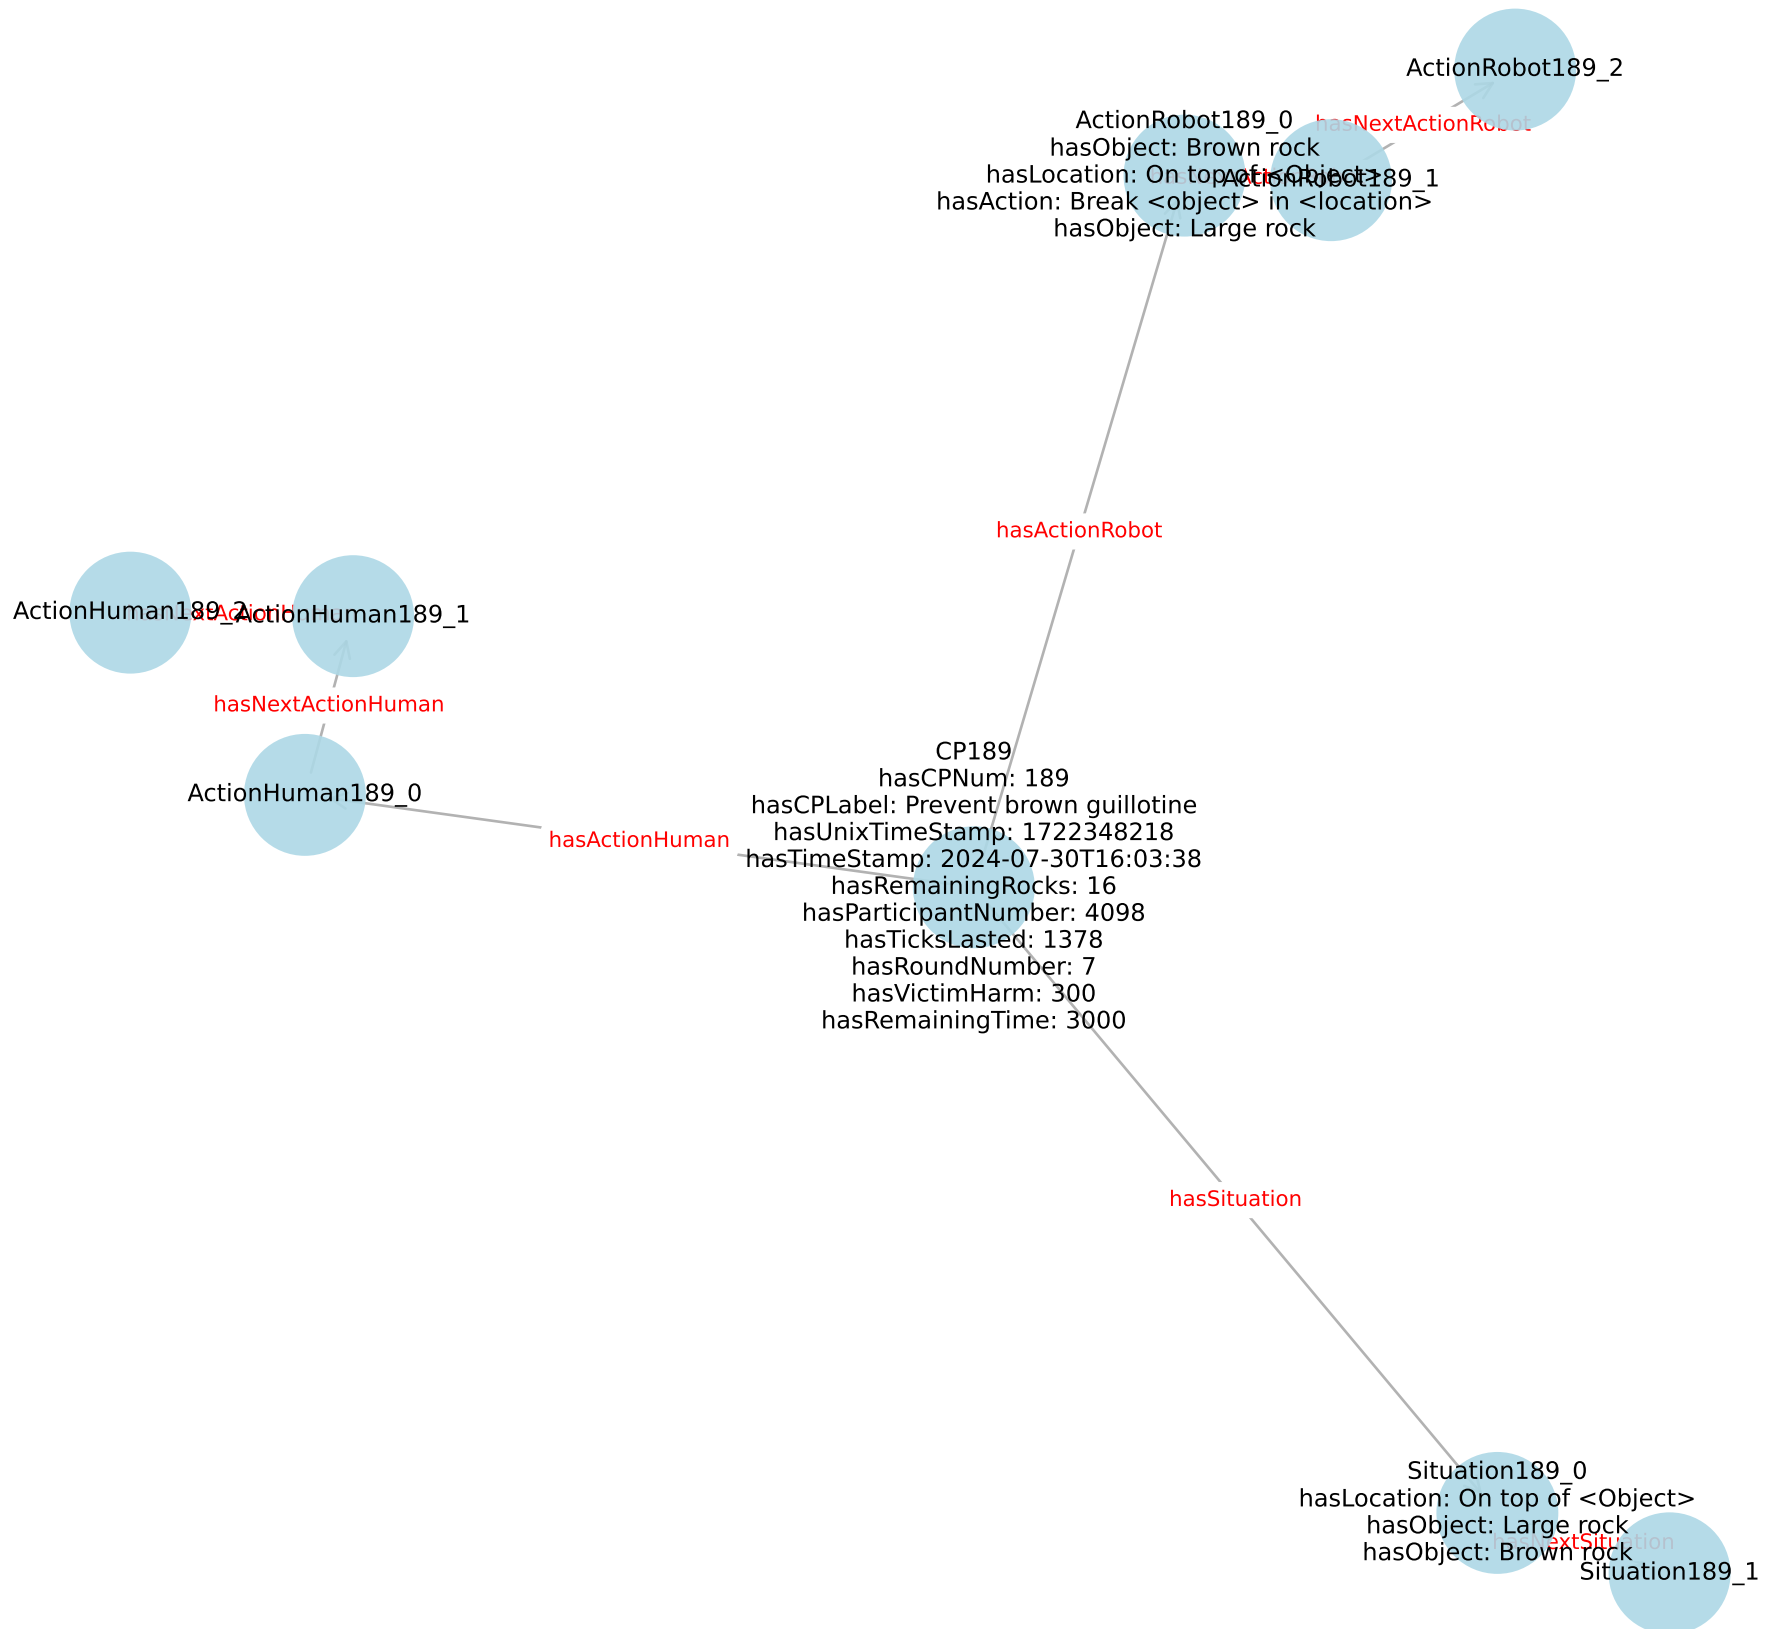 ActionRobot189_2
hasNextActionRobot
ActionRobot189_0
hasObject: Brown rock
hasLocation: On top of <Object>
ActionRobot189_1
hasAction: Break <object> in <location>
hasObject: Large rock
hasActionRobot
ActionHuman189_2
ActionHuman189_1
hasNextActionHuman
ActionHuman189_0
hasActionHuman
CP189
hasCPNum: 189
hasCPLabel: Prevent brown guillotine
hasUnixTimeStamp: 1722348218
hasTimeStamp: 2024-07-30T16:03:38
hasRemainingRocks: 16
hasParticipantNumber: 4098
hasTicksLasted: 1378
hasRoundNumber: 7
hasVictimHarm: 300
hasRemainingTime: 3000
hasSituation
Situation189_0
hasLocation: On top of <Object>
hasObject: Large rock
hasNextSituation
hasObject: Brown rock
Situation189_1